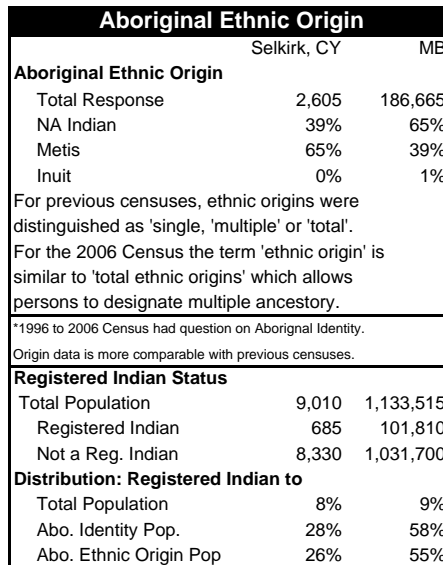 Aboriginal Ethnic Origin
Selkirk, CY MB
Aboriginal Ethnic Origin
Total Response 2,605 186,665
NA Indian 39% 65%
Metis 65% 39%
Inuit 0% 1%
For previous censuses, ethnic origins were
distinguished as 'single, 'multiple' or 'total'.
For the 2006 Census the term 'ethnic origin' is
similar to 'total ethnic origins' which allows
persons to designate multiple ancestory.
*1996 to 2006 Census had question on Aborignal Identity.
Origin data is more comparable with previous censuses.
Registered Indian Status
Total Population 9,010 1,133,515
Registered Indian 685 101,810
Not a Reg. Indian 8,330 1,031,700
Distribution: Registered Indian to
Total Population 8% 9%
Abo. Identity Pop. 28% 58%
Abo. Ethnic Origin Pop 26% 55%